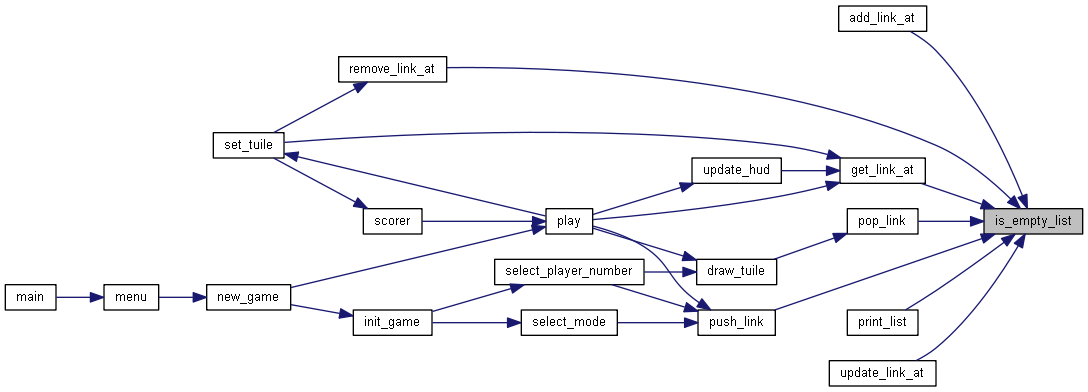 add_link_at
remove_link_at
set_tuile
update_hud
get_link_at
scorer
play
pop_link
is_empty_list
select_player_number
draw_tuile
main
menu
new_game
init_game
select_mode
push_link
print_list
update_link_at